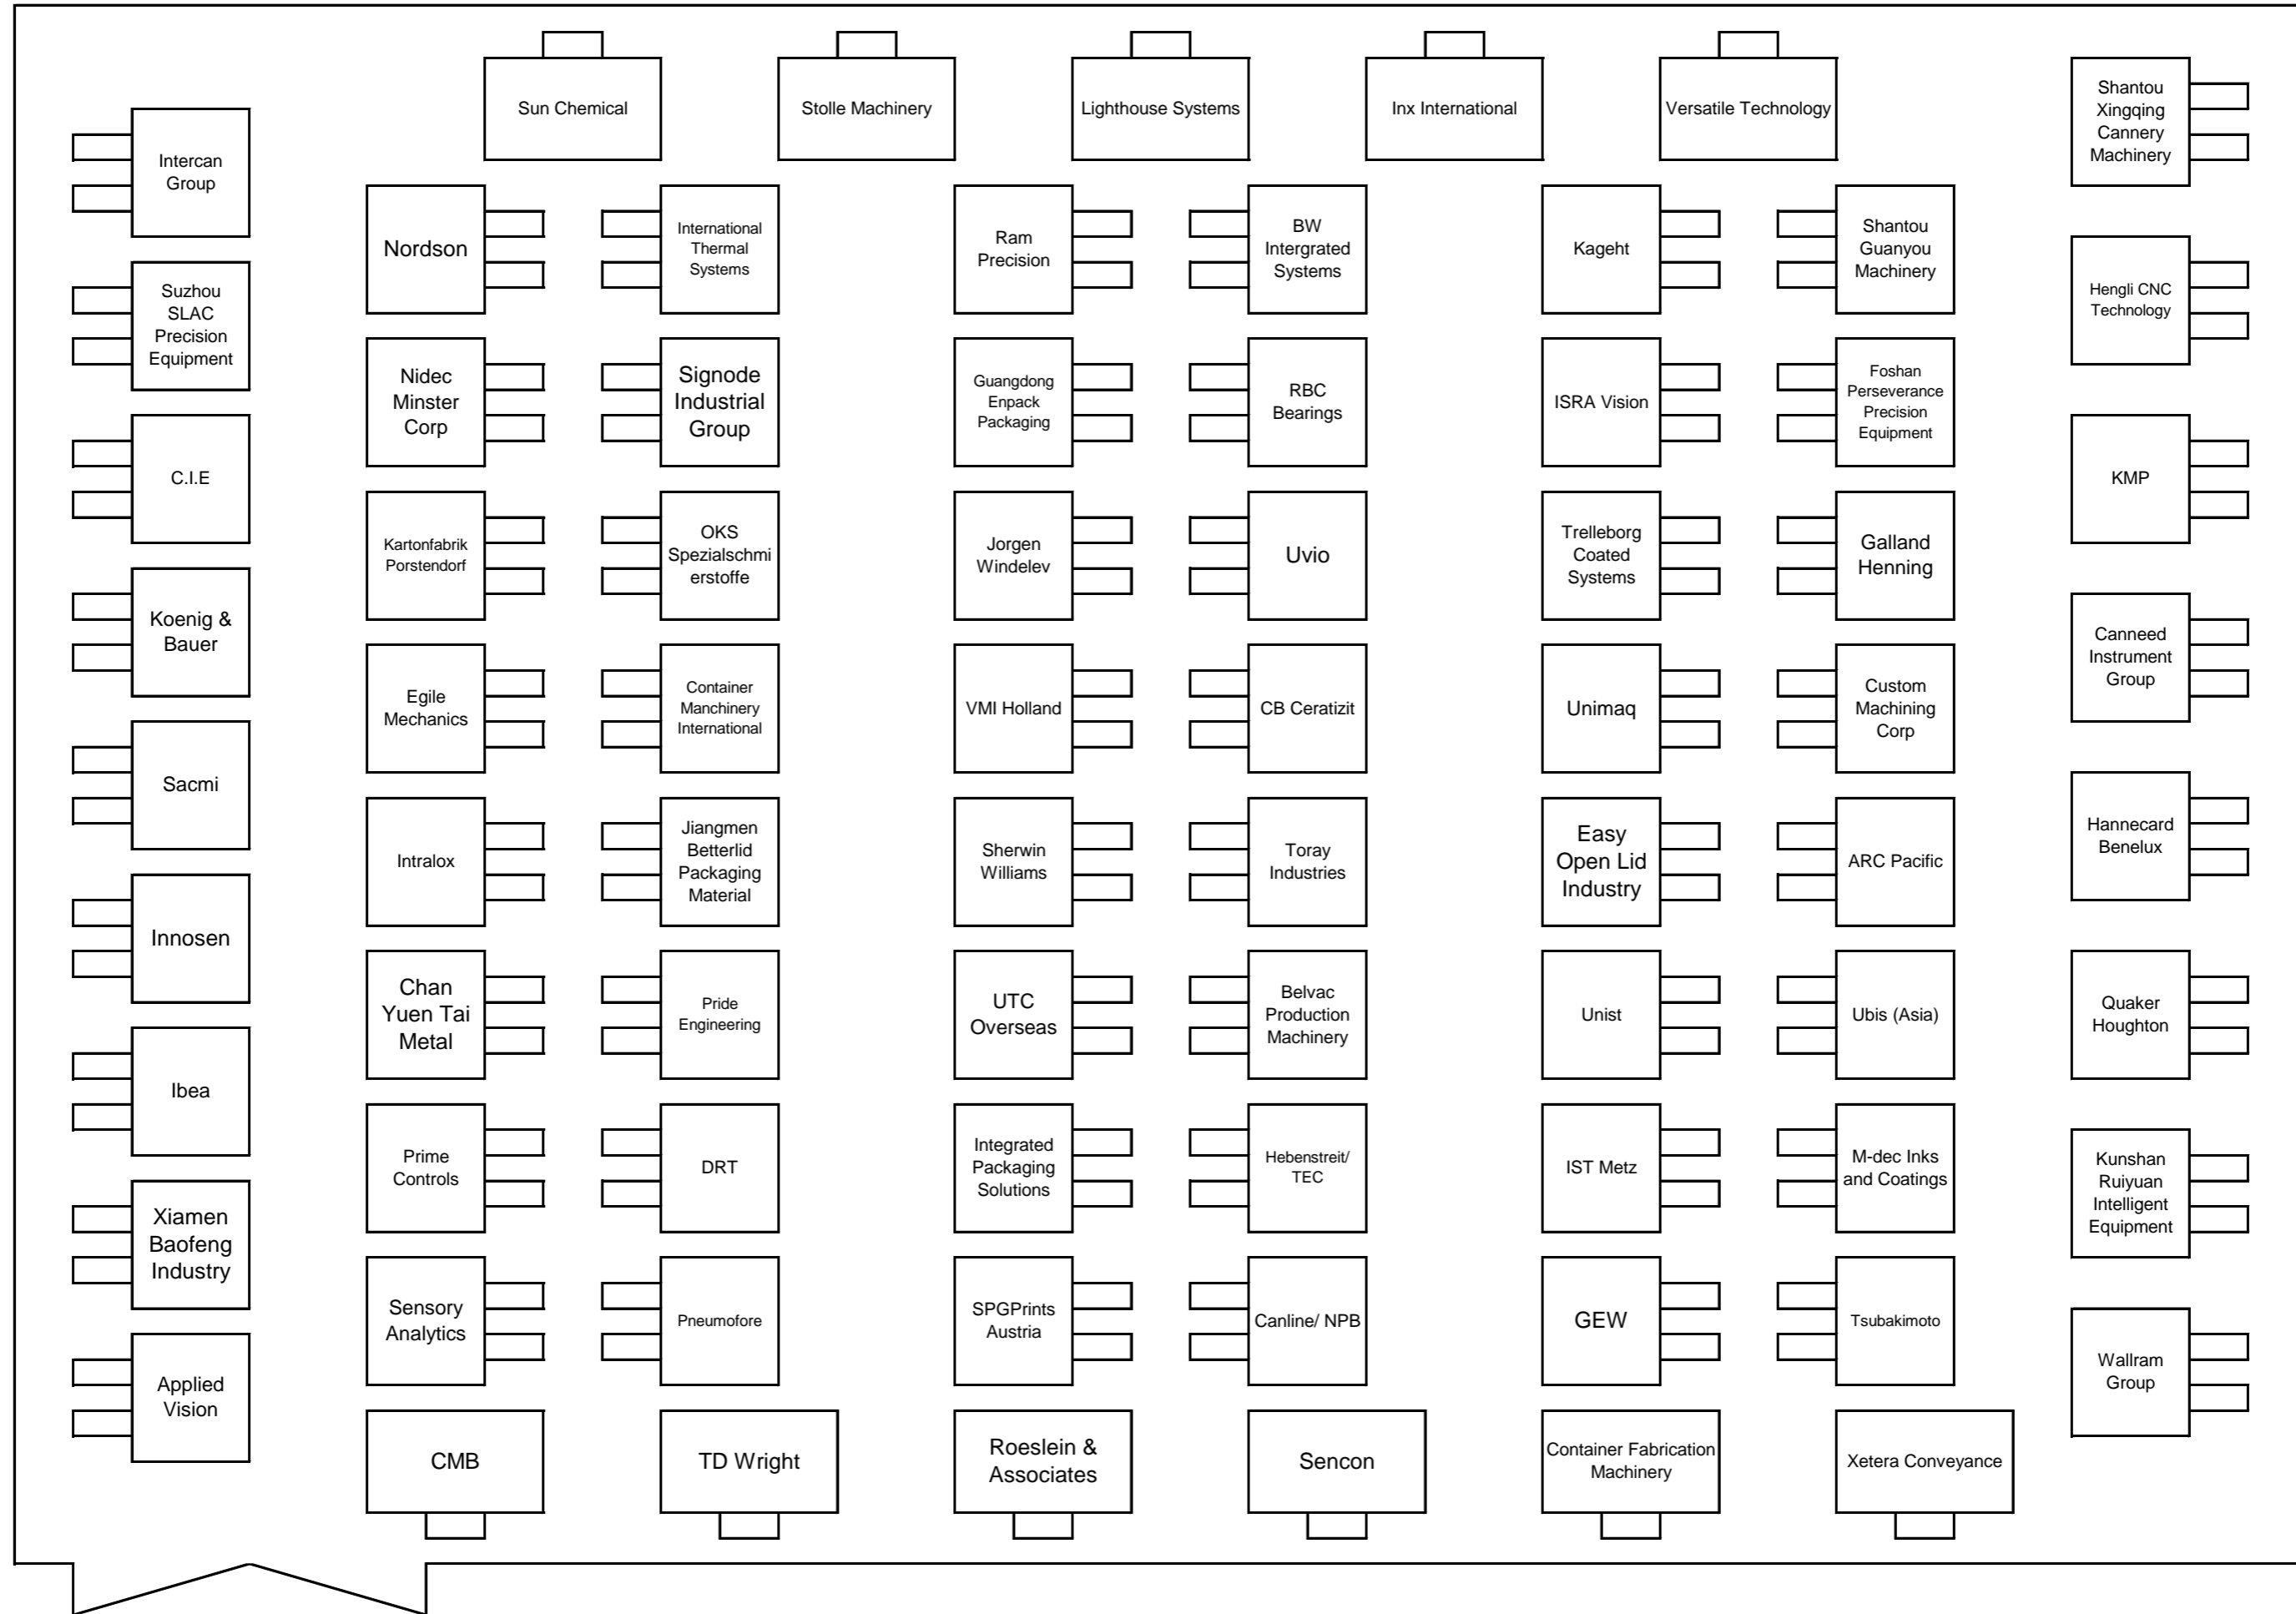 Sun Chemical
Stolle Machinery
Lighthouse Systems
Inx International
Versatile Technology
Shantou
Xingqing
Cannery
Machinery
Intercan
Group
Nordson
International
Thermal
Systems
Ram
Precision
BW
Intergrated
Systems
Kageht
Shantou
Guanyou
Machinery
Hengli CNC
Technology
Suzhou
SLAC
Precision
Equipment
Nidec
Minster
Corp
Signode
Industrial
Group
Guangdong
Enpack
Packaging
RBC
Bearings
ISRA Vision
Foshan
Perseverance
Precision
Equipment
C.I.E
KMP
Kartonfabrik
Porstendorf
OKS
Spezialschmi
erstoffe
Jorgen
Windelev
Uvio
Trelleborg
Coated
Systems
Galland
Henning
Koenig &
Bauer
Canneed
Instrument
Group
Egile
Mechanics
Container
Manchinery
International
VMI Holland
CB Ceratizit
Unimaq
Custom
Machining
Corp
Sacmi
Hannecard
Benelux
Intralox
Jiangmen
Betterlid
Packaging
Material
Sherwin
Williams
Toray
Industries
Easy
Open Lid
Industry
ARC Pacific
Innosen
Chan
Yuen Tai
Metal
Pride
Engineering
UTC
Overseas
Belvac
Production
Machinery
Unist
Ubis (Asia)
Quaker
Houghton
Ibea
Prime
Controls
DRT
Integrated
Packaging
Solutions
Hebenstreit/
TEC
IST Metz
M-dec Inks
and Coatings
Kunshan
Ruiyuan
Intelligent
Equipment
Xiamen
Baofeng
Industry
Sensory
Analytics
Pneumofore
SPGPrints
Austria
Canline/ NPB
GEW
Tsubakimoto
Wallram
Group
Applied
Vision
CMB
TD Wright
Roeslein &
Associates
Sencon
Container Fabrication
Machinery
Xetera Conveyance